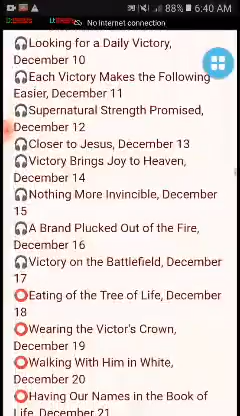 88% 6:40 AM
No Internet connection
🎧Looking for a Daily Victory,
December 10
🎧Each Victory Makes the Following
Easier, December 11
🎧Supernatural Strength Promised,
December 12
🎧Closer to Jesus, December 13
🎧Victory Brings Joy to Heaven,
December 14
🎧Nothing More Invincible, December
15
🎧A Brand Plucked Out of the Fire,
December 16
🎧Victory on the Battlefield, December
17
⭕Eating of the Tree of Life, December
18
⭕Wearing the Victor's Crown,
December 19
⭕Walking With Him in White,
December 20
⭕Having Our Names in the Book of
Life, December 21